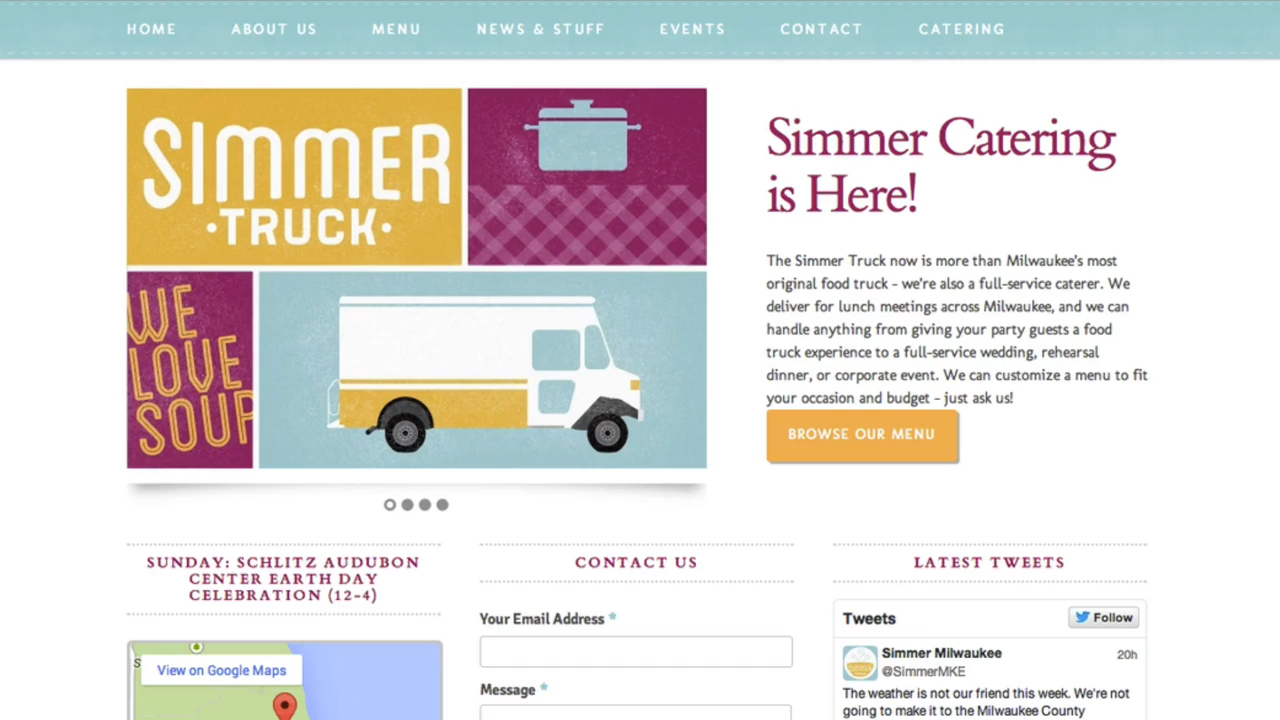 HOME ABOUT US MENU NEWS & STUFF EVENTS CONTACT CATERING
SIMMER
·TRUCK·
WE
LOVE
SOUP
Simmer Catering
is Here!
The Simmer Truck now is more than Milwaukee's most
original food truck - we're also a full-service caterer. We
deliver for lunch meetings across Milwaukee, and we can
handle anything from giving your party guests a food
truck experience to a full-service wedding, rehearsal
dinner, or corporate event. We can customize a menu to fit
your occasion and budget - just ask us!
BROWSE OUR MENU
SUNDAY: SCHLITZ AUDUBON
CENTER EARTH DAY
CELEBRATION (12-4)
View on Google Maps
CONTACT US
Your Email Address *
Message *
LATEST TWEETS
Tweets
Follow
Simmer Milwaukee 20h
@SimmerMKE
The weather is not our friend this week. We're not
going to make it to the Milwaukee County